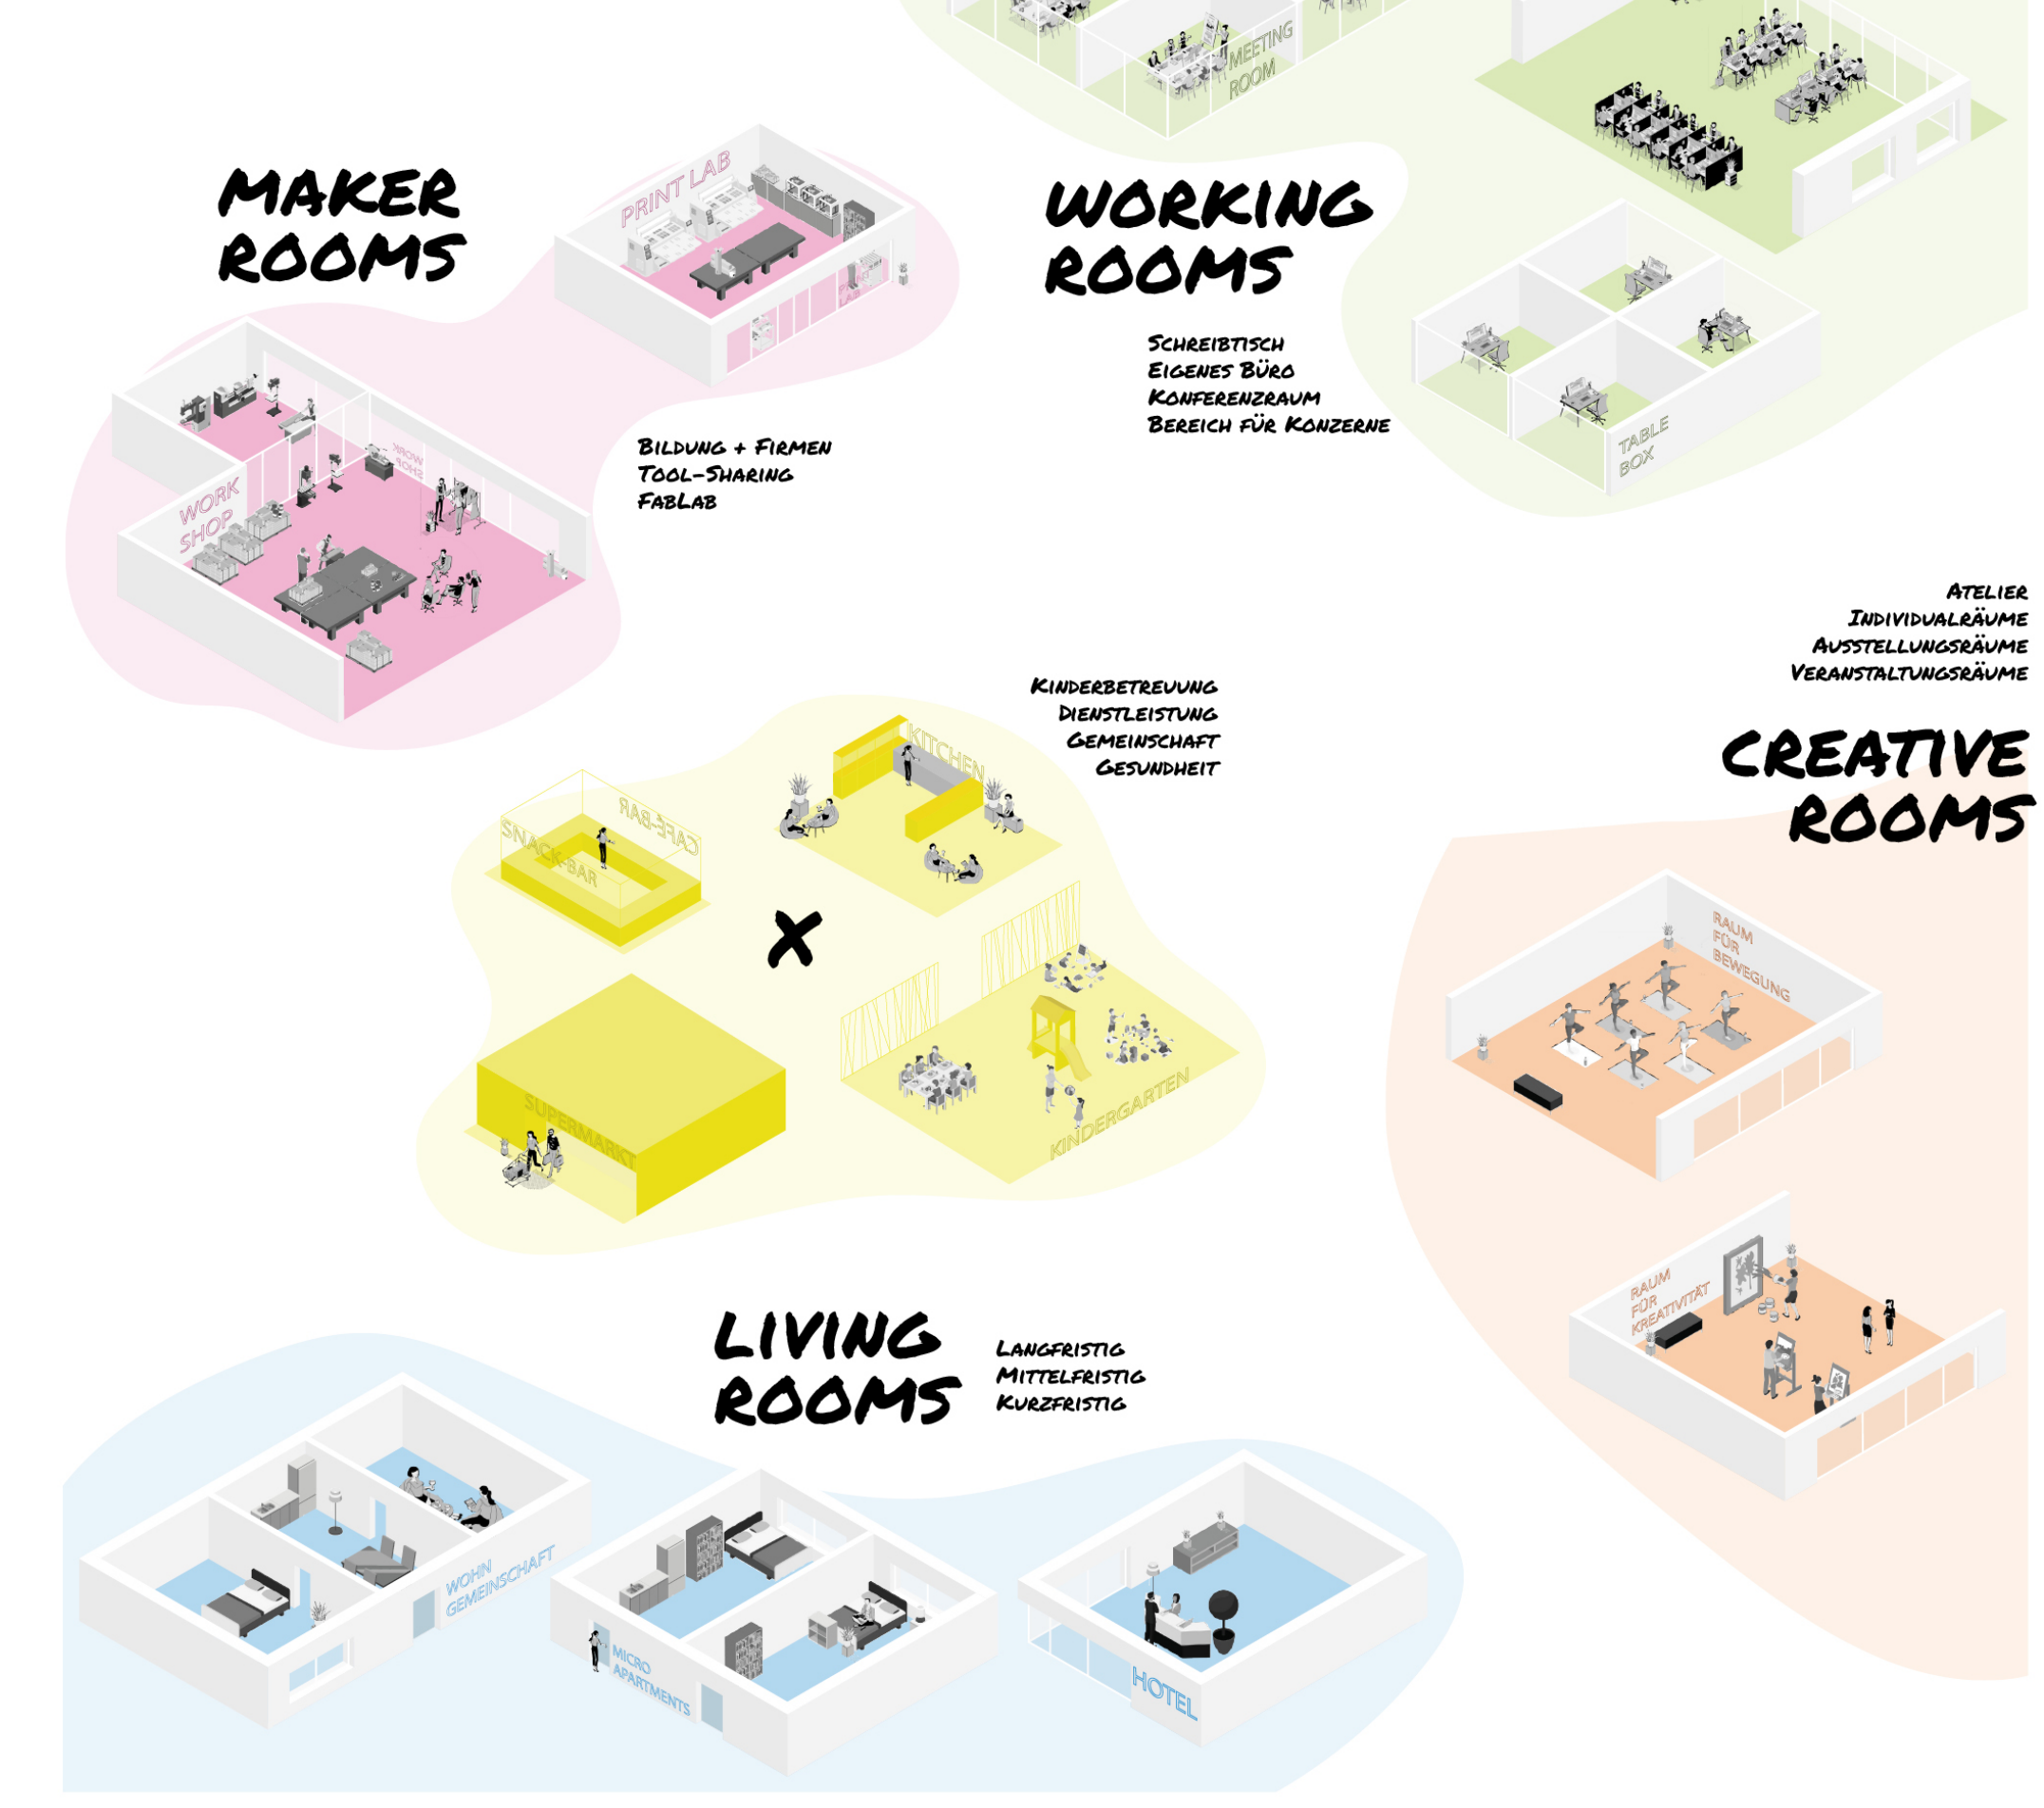 MEETING
ROOM
MAKER
ROOMS
PRINT LAB
WORK
SHOP
WORK
SHOP
BILDUNG + FIRMEN
TOOL-SHARING
FABLAB
WORKING
ROOMS
SCHREIBTISCH
EIGENES BÜRO
KONFERENZRAUM
BEREICH FÜR KONZERNE
TABLE
BOX
ATELIER
INDIVIDUALRÄUME
AUSSTELLUNGSRÄUME
VERANSTALTUNGSRÄUME
CREATIVE
ROOMS
KINDERBETREUUNG
DIENSTLEISTUNG
GEMEINSCHAFT
GESUNDHEIT
KITCHEN
CAFÉ-BAR
SNACK-BAR
X
SUPERMARKT
KINDERGARTEN
RAUM
FÜR
BEWEGUNG
RAUM
FÜR
KREATIVITÄT
LIVING
ROOMS
LANGFRISTIG
MITTELFRISTIG
KURZFRISTIG
WOHN
GEMEINSCHAFT
MICRO
APARTMENTS
HOTEL